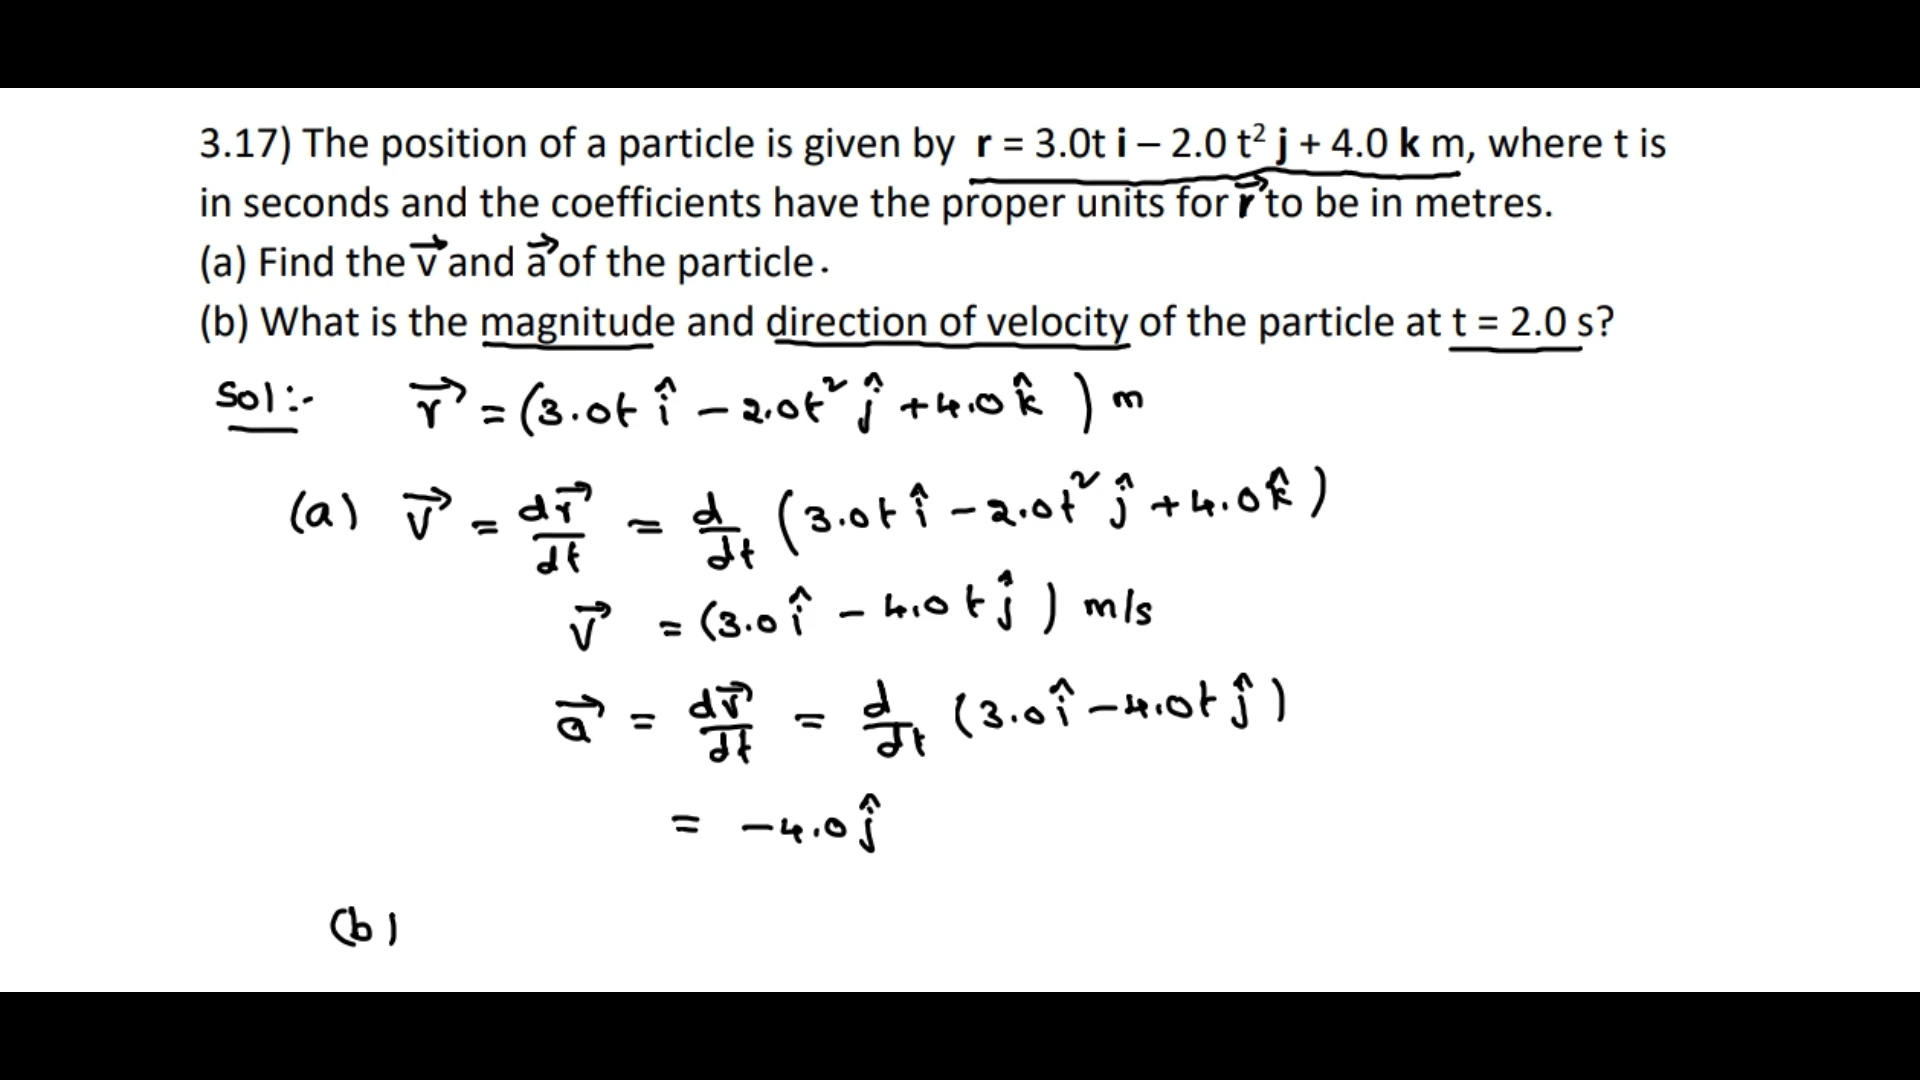 3.17) The position of a particle is given by r = 3.0t i – 2.0 t² j + 4.0 k m, where t is
in seconds and the coefficients have the proper units for r⃗ to be in metres.
(a) Find the v⃗ and a⃗ of the particle.
(b) What is the magnitude and direction of velocity of the particle at t = 2.0 s?
Sol:- r⃗ = (3.0t î – 2.0t² ĵ + 4.0 k̂ ) m
(a) v⃗ = dr⃗/dt = d/dt (3.0t î – 2.0t² ĵ + 4.0 k̂ )
v⃗ = (3.0 î – 4.0 t ĵ ) m/s
a⃗ = dv⃗/dt = d/dt (3.0 î – 4.0t ĵ )
= –4.0 ĵ
(b)